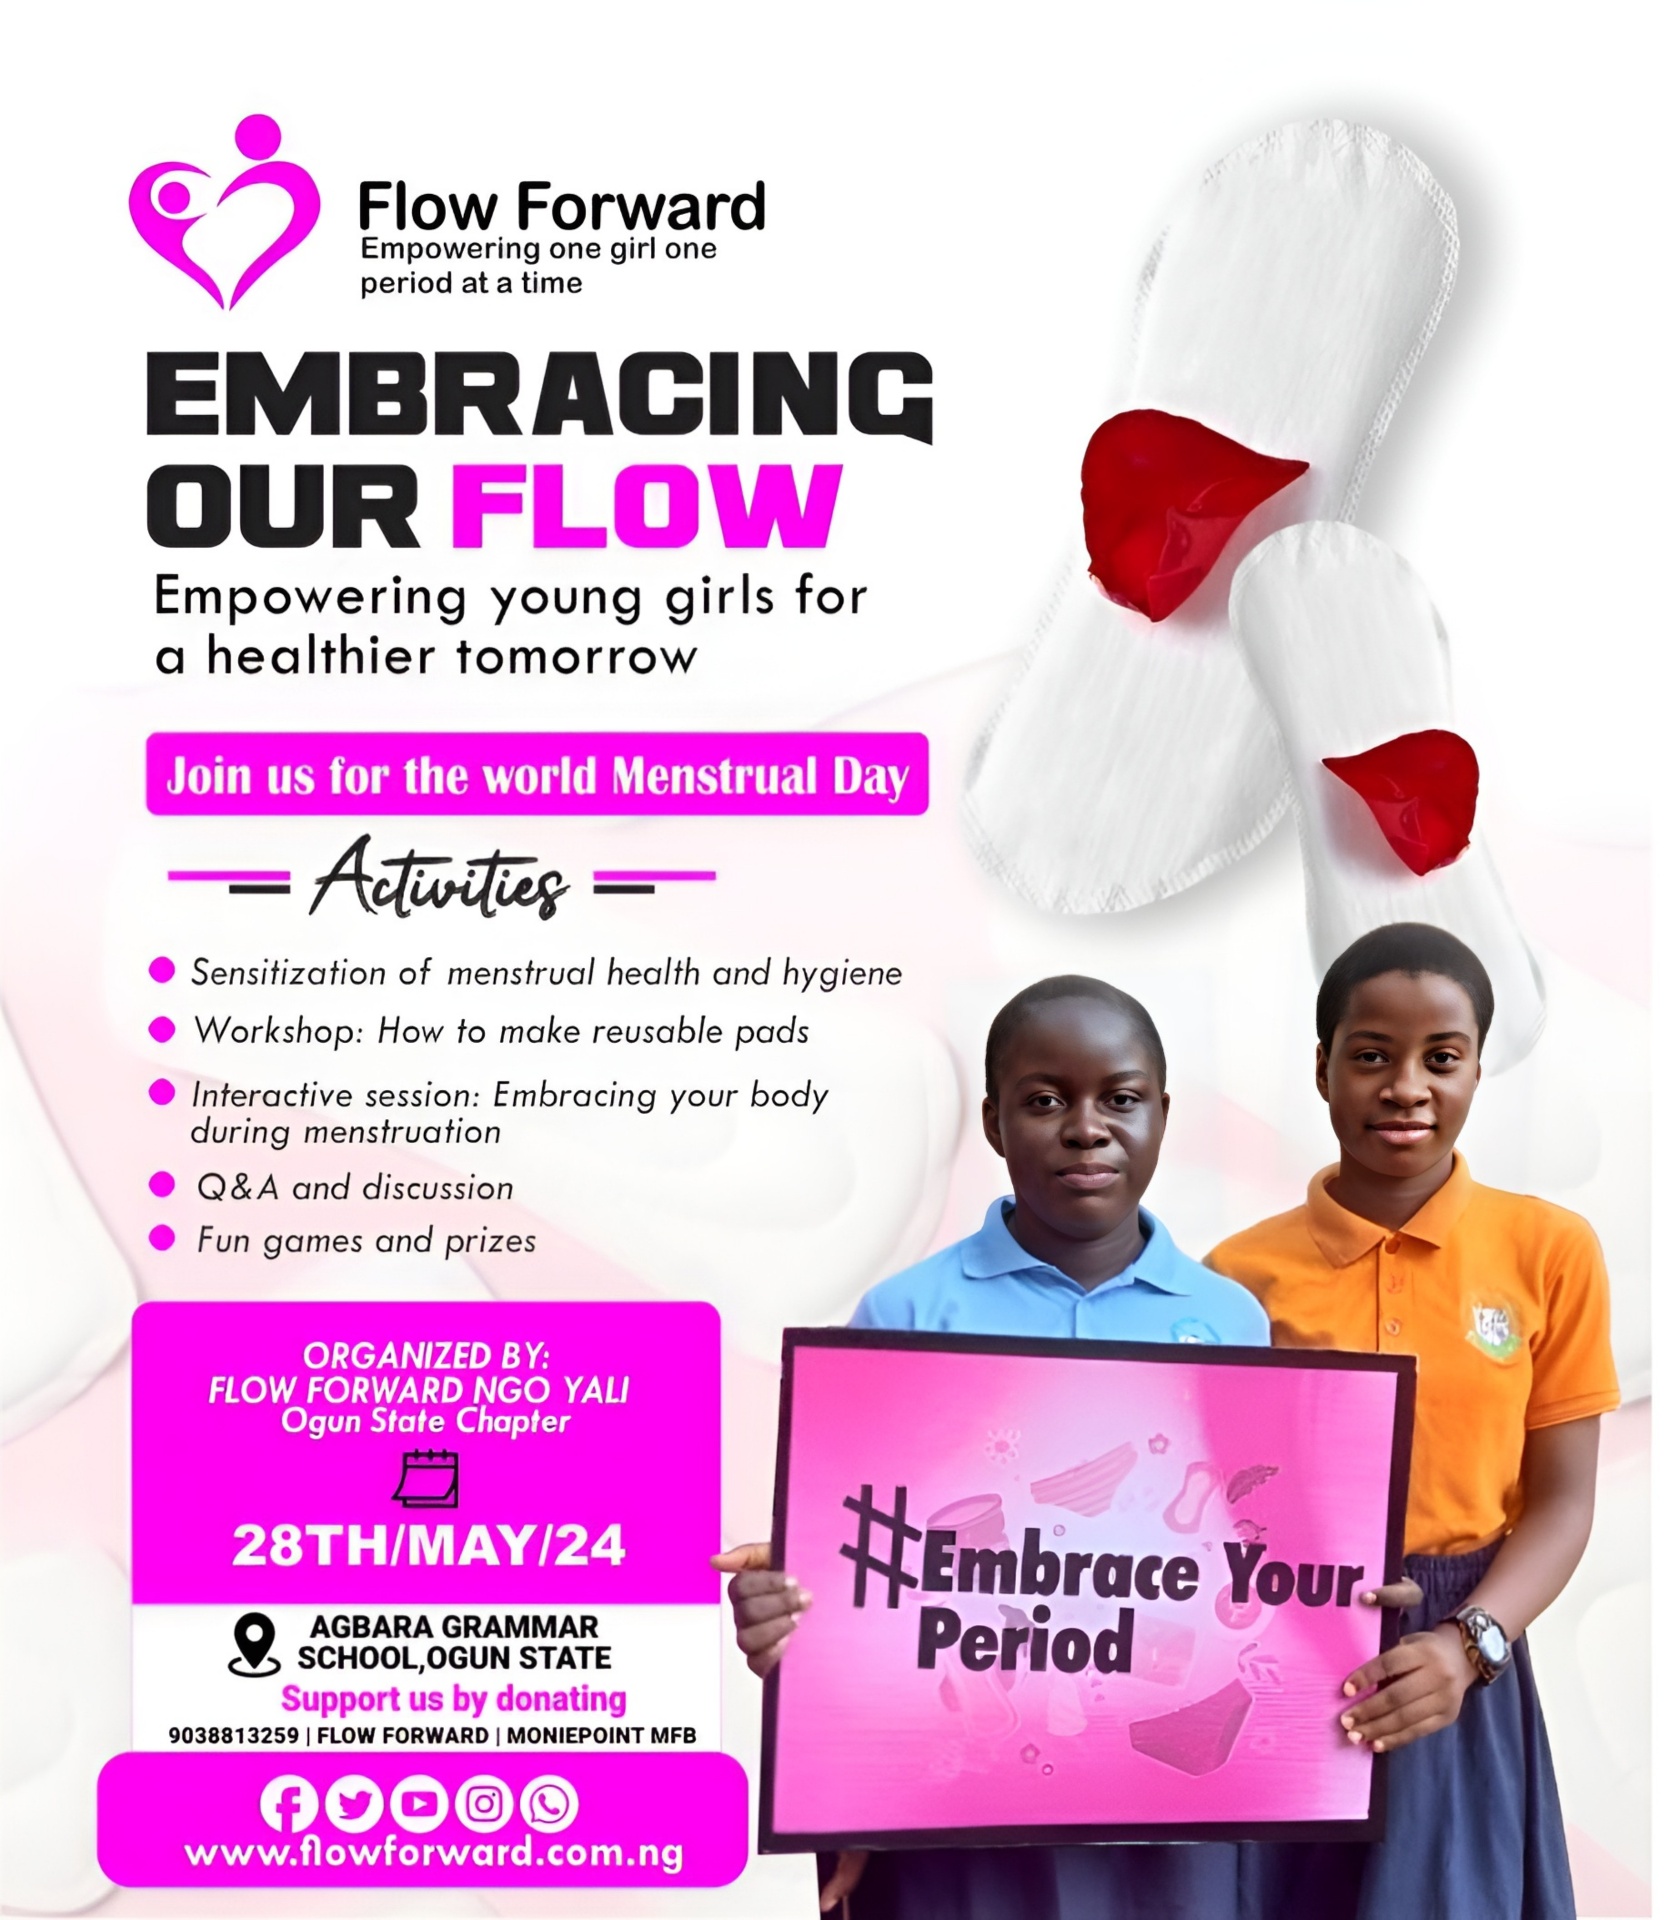 Flow Forward
Empowering one girl one
period at a time
EMBRACING
OUR FLOW
Empowering young girls for
a healthier tomorrow
Join us for the world Menstrual Day
Activities
Sensitization of menstrual health and hygiene
Workshop: How to make reusable pads
Interactive session: Embracing your body
during menstruation
Q&A and discussion
Fun games and prizes
ORGANIZED BY:
FLOW FORWARD NGO YALI
Ogun State Chapter
28TH/MAY/24
AGBARA GRAMMAR
SCHOOL,OGUN STATE
Support us by donating
9038813259 | FLOW FORWARD | MONIEPOINT MFB
www.flowforward.com.ng
#Embrace Your
Period